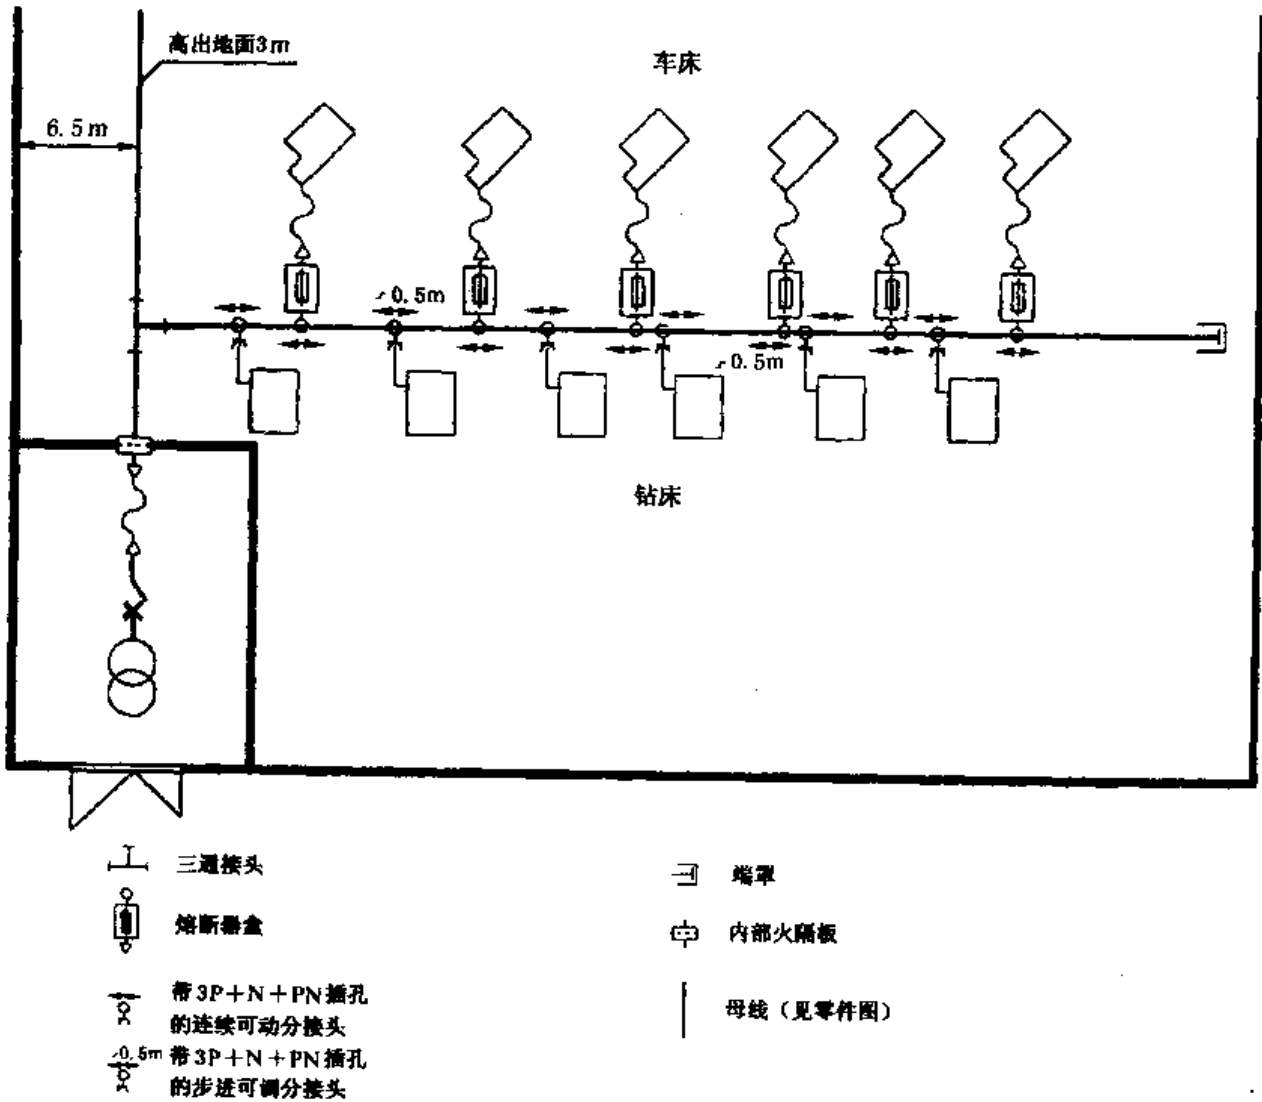 高出地面3m
车床
6.5m
0.5m
0.5m
钻床
三通接头
端罩
熔断器盒
内部火隔板
带3P+N+PN插孔
的连续可动分接头
母线（见零件图）
0.5m 带3P+N+PN插孔
的步进可调分接头